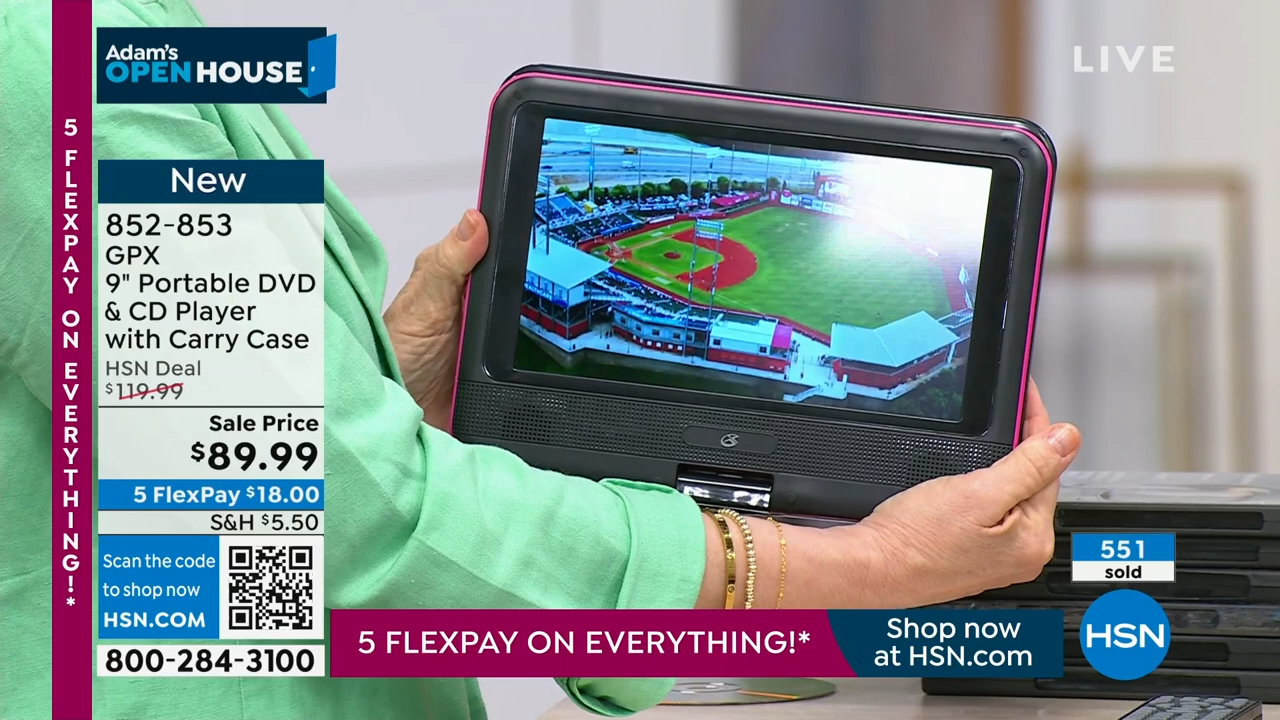 Adam's
OPEN HOUSE
LIVE
5 FLEXPAY ON EVERYTHING!*
New
852-853
GPX
9" Portable DVD
& CD Player
with Carry Case
HSN Deal
$119.99
Sale Price
$89.99
5 FlexPay $18.00
S&H $5.50
Scan the code
to shop now
HSN.COM
800-284-3100
5 FLEXPAY ON EVERYTHING!*
Shop now
at HSN.com
551
sold
HSN